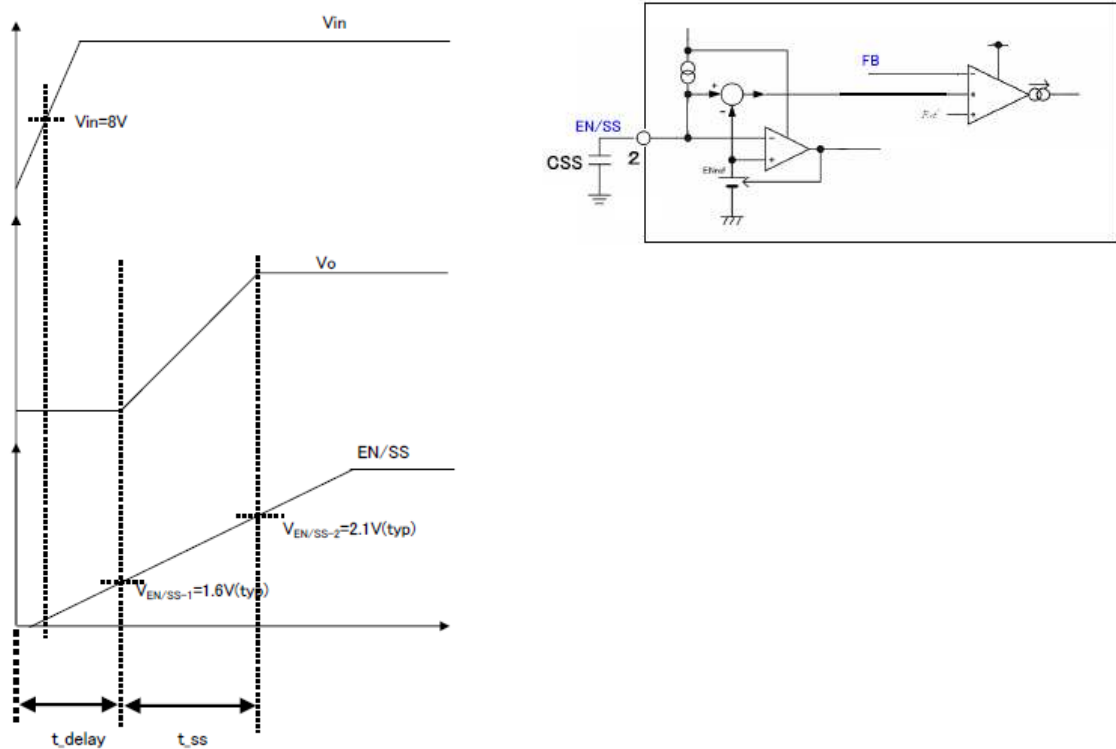 Vin
Vin=8V
Vo
EN/SS
VEN/SS-2=2.1V(typ)
VEN/SS-1=1.6V(typ)
t_delay
t_ss
FB
EN/SS
CSS
2
+
-
ENref
-
+
-
+
+
Ref